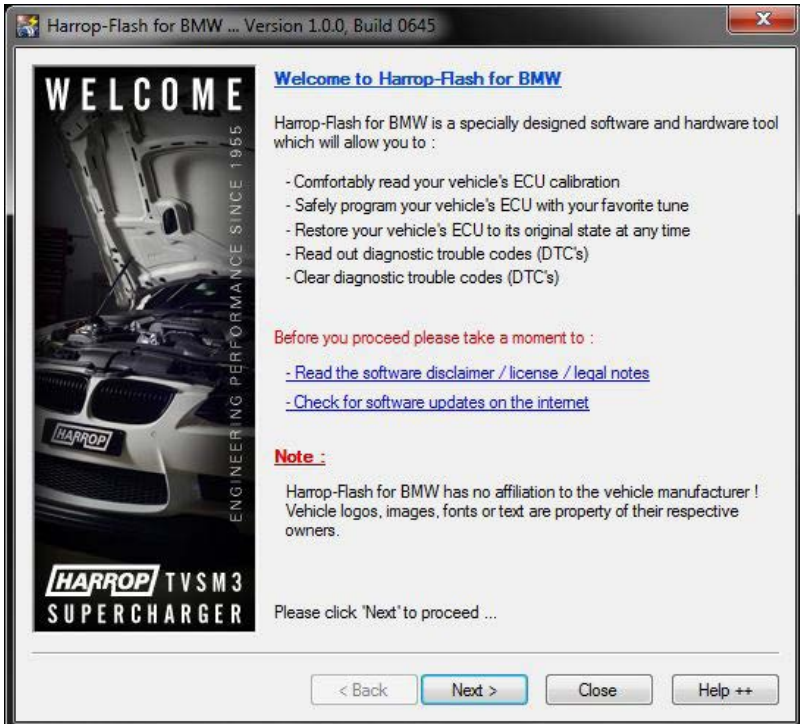 Harrop-Flash for BMW ... Version 1.0.0, Build 0645
WELCOME
ENGINEERING PERFORMANCE SINCE 1955
HARROP
HARROP TVSM3
SUPERCHARGER
Welcome to Harrop-Flash for BMW
Harrop-Flash for BMW is a specially designed software and hardware tool
which will allow you to :
- Comfortably read your vehicle's ECU calibration
- Safely program your vehicle's ECU with your favorite tune
- Restore your vehicle's ECU to its original state at any time
- Read out diagnostic trouble codes (DTC's)
- Clear diagnostic trouble codes (DTC's)
Before you proceed please take a moment to :
- Read the software disclaimer / license / legal notes
- Check for software updates on the internet
Note :
Harrop-Flash for BMW has no affiliation to the vehicle manufacturer !
Vehicle logos, images, fonts or text are property of their respective
owners.
Please click 'Next' to proceed ...
< Back
Next >
Close
Help ++